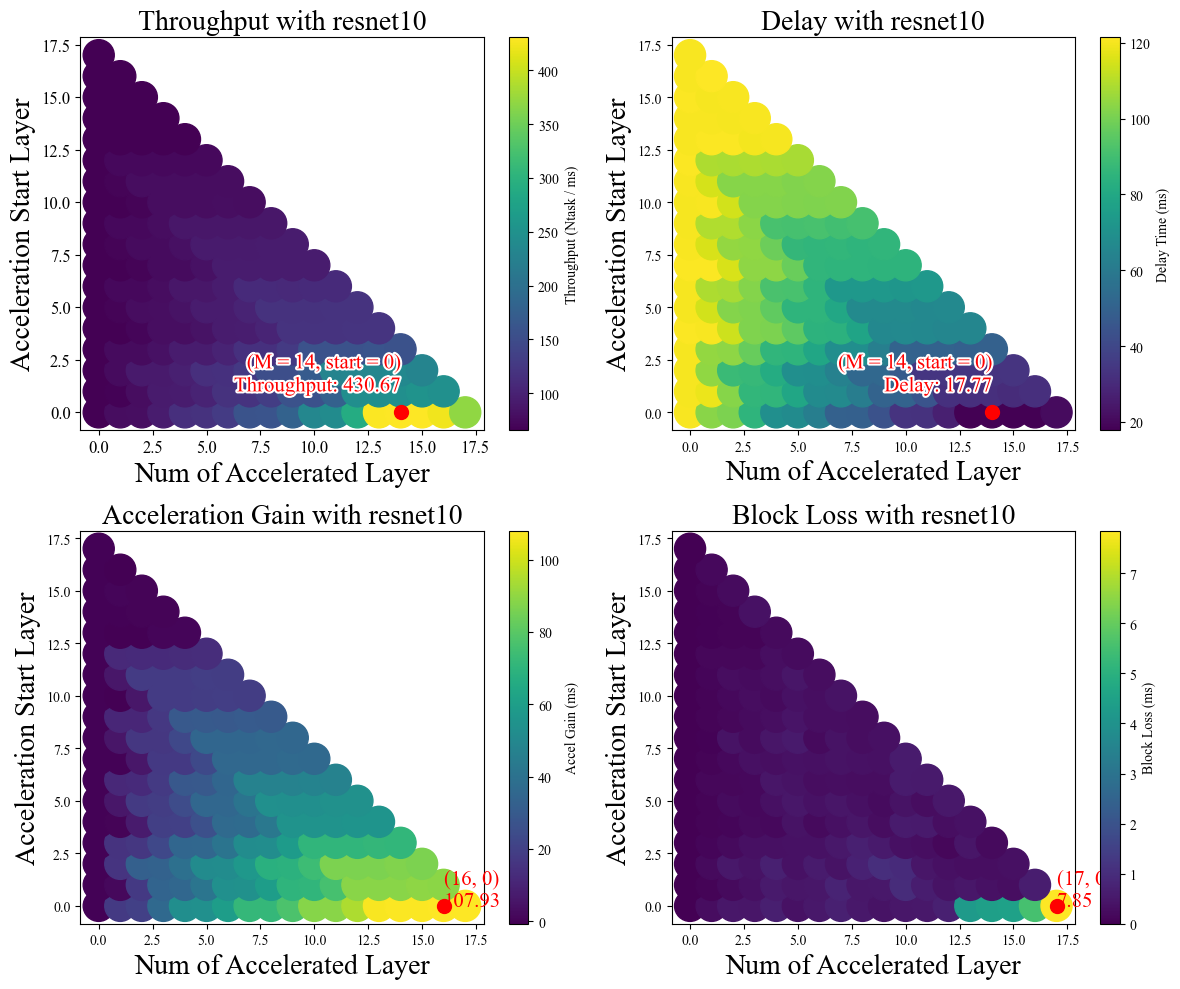 Throughput with resnet10
Acceleration Start Layer
17.5
15.0
12.5
10.0
7.5
5.0
2.5
0.0
(M = 14, start = 0)
Throughput: 430.67
0.0 2.5 5.0 7.5 10.0 12.5 15.0 17.5
Num of Accelerated Layer
400
350
300
250
200
150
100
Throughput (Ntask / ms)
Delay with resnet10
Acceleration Start Layer
17.5
15.0
12.5
10.0
7.5
5.0
2.5
0.0
(M = 14, start = 0)
Delay: 17.77
0.0 2.5 5.0 7.5 10.0 12.5 15.0 17.5
Num of Accelerated Layer
120
100
80
60
40
20
Delay Time (ms)
Acceleration Gain with resnet10
Acceleration Start Layer
17.5
15.0
12.5
10.0
7.5
5.0
2.5
0.0
(16, 0)
107.93
0.0 2.5 5.0 7.5 10.0 12.5 15.0 17.5
Num of Accelerated Layer
100
80
60
40
20
0
Accel Gain (ms)
Block Loss with resnet10
Acceleration Start Layer
17.5
15.0
12.5
10.0
7.5
5.0
2.5
0.0
(17, 0
7.85
0.0 2.5 5.0 7.5 10.0 12.5 15.0 17.5
Num of Accelerated Layer
7
6
5
4
3
2
1
0
Block Loss (ms)